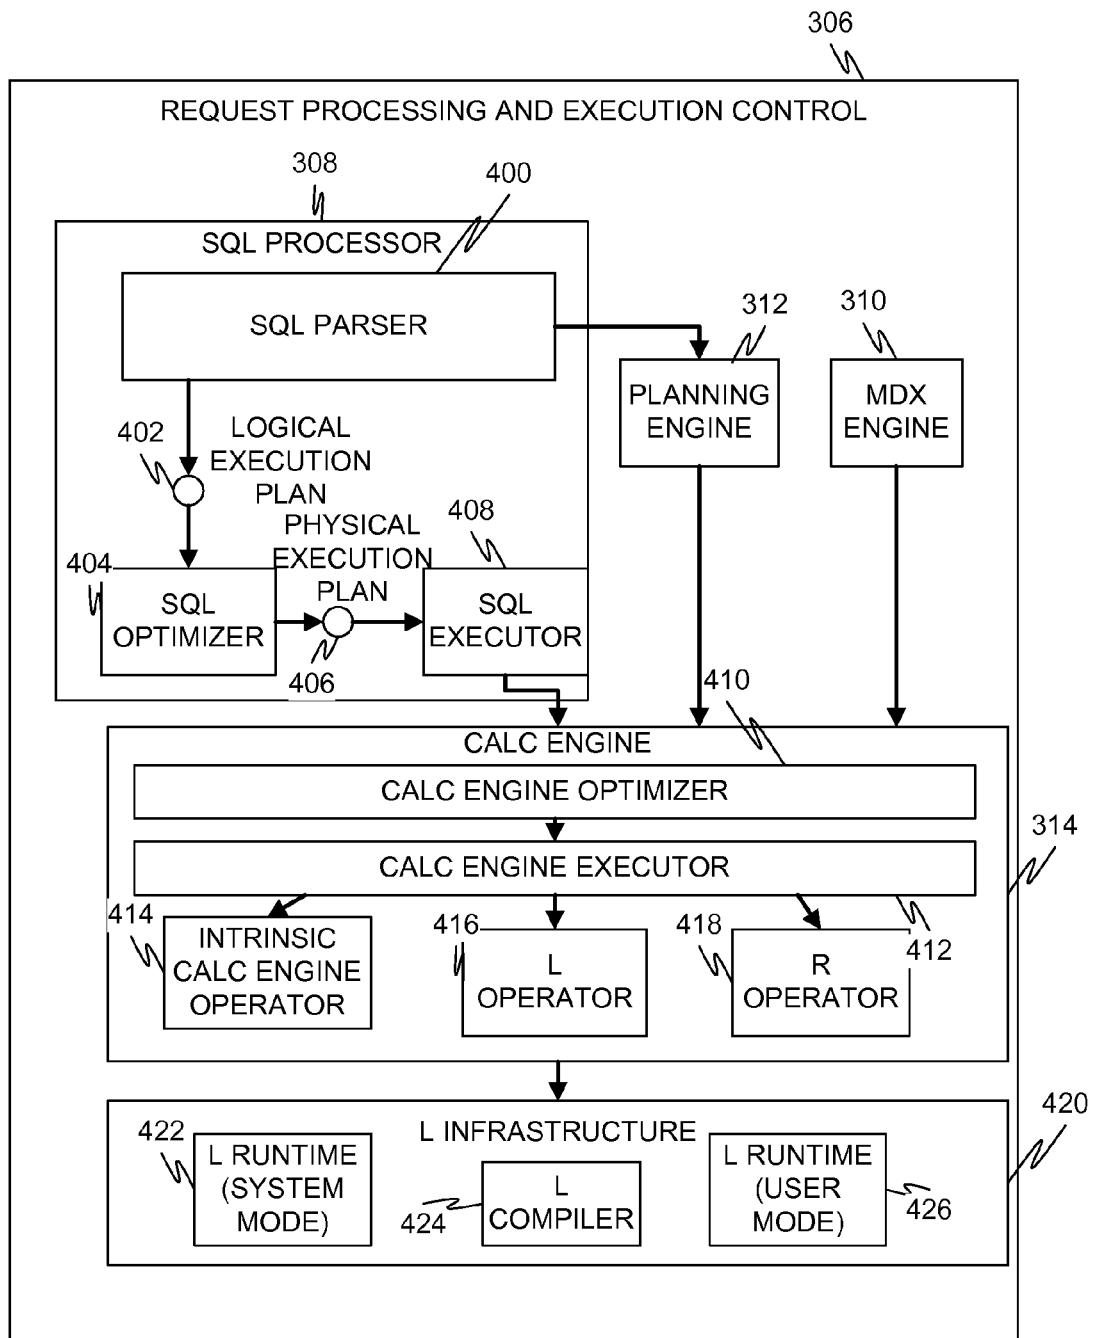 306
REQUEST PROCESSING AND EXECUTION CONTROL
308
400
SQL PROCESSOR
SQL PARSER
312
310
PLANNING
ENGINE
MDX
ENGINE
402
LOGICAL
EXECUTION
PLAN
PHYSICAL
EXECUTION
PLAN
408
404
SQL
OPTIMIZER
SQL
EXECUTOR
406
410
CALC ENGINE
CALC ENGINE OPTIMIZER
314
CALC ENGINE EXECUTOR
414
INTRINSIC
CALC ENGINE
OPERATOR
416
L
OPERATOR
418
R
OPERATOR
412
420
L INFRASTRUCTURE
422
L RUNTIME
(SYSTEM
MODE)
424
L
COMPILER
L RUNTIME
(USER
MODE)
426